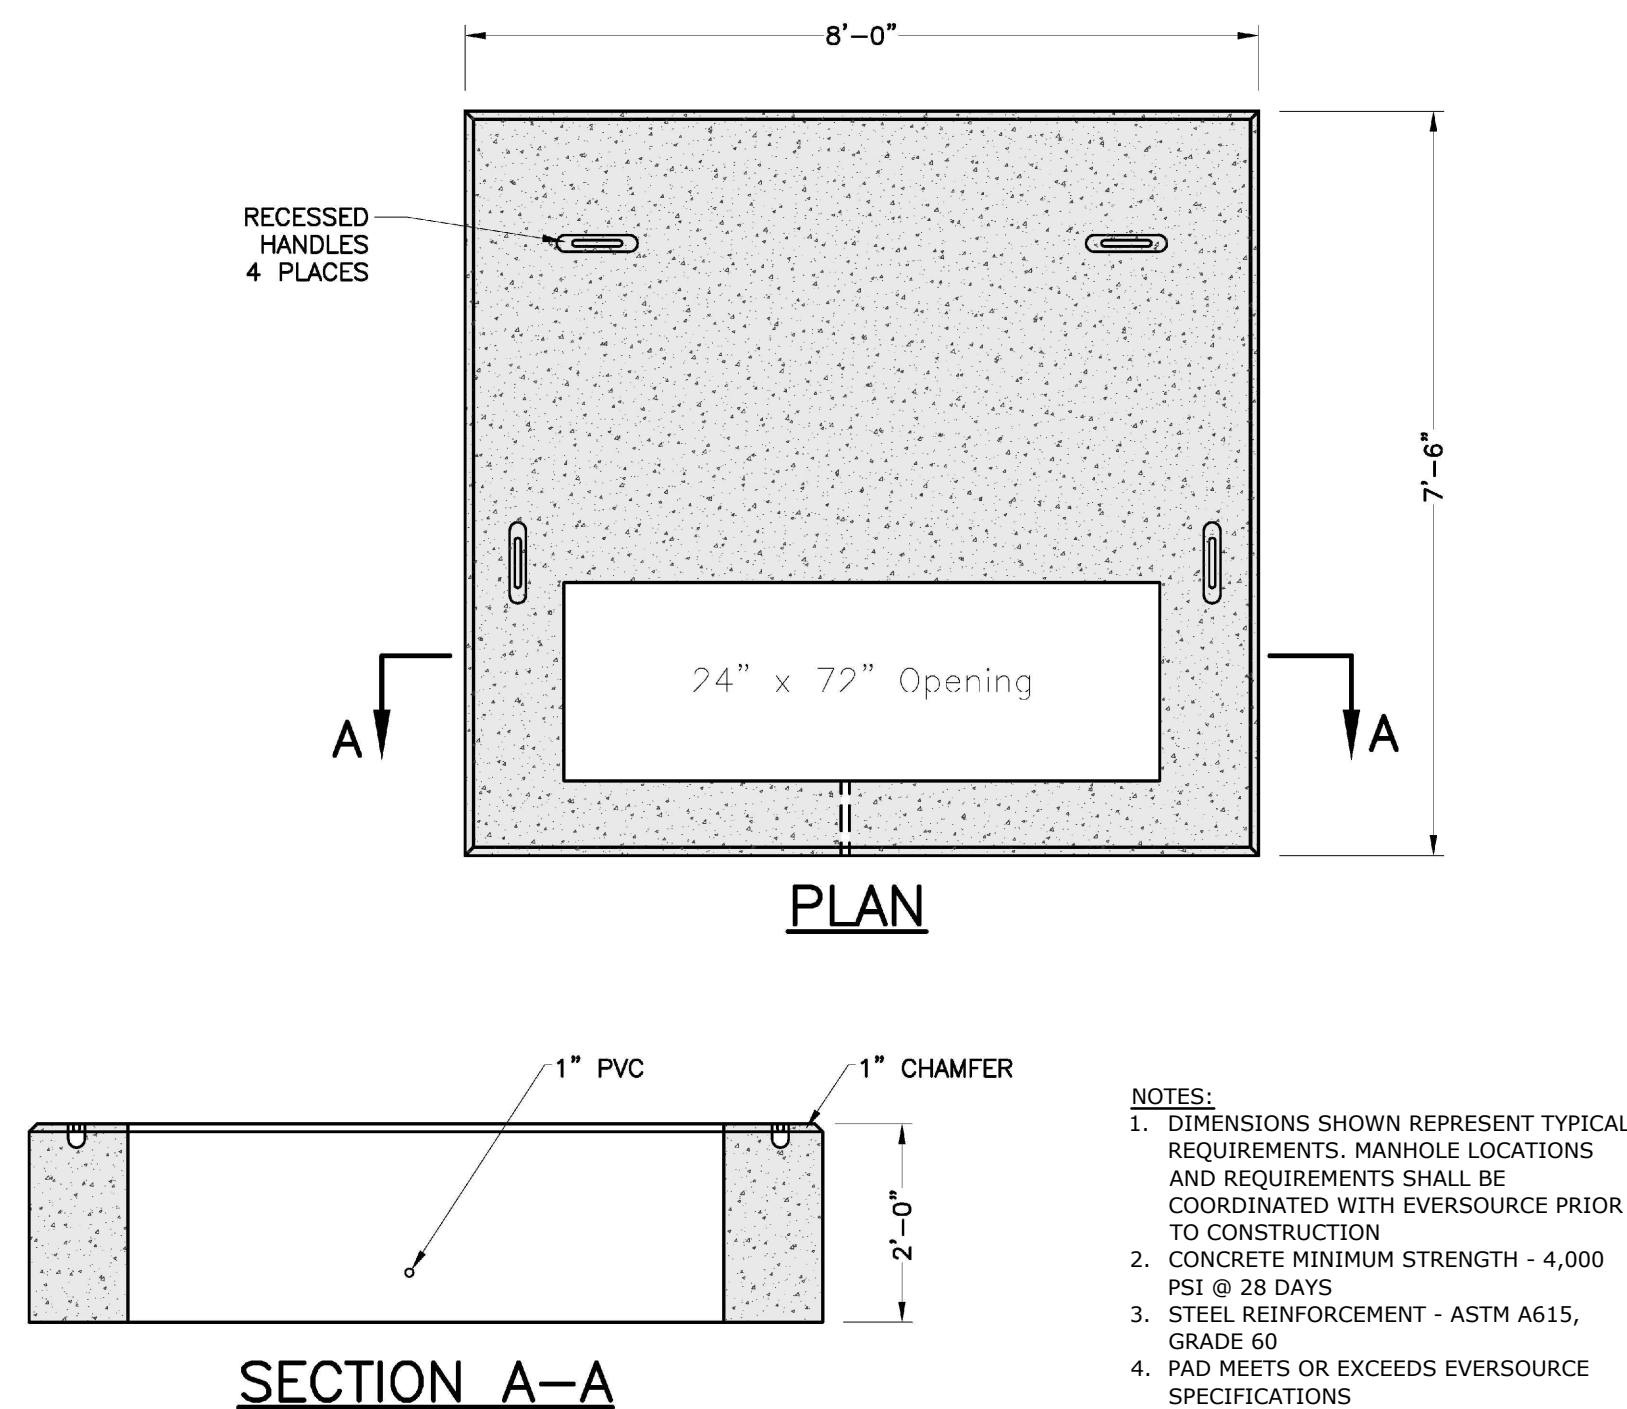 8'-0"
RECESSED
HANDLES
4 PLACES
7'-6"
24" x 72" Opening
A
A
PLAN
1" PVC
1" CHAMFER
2'-0"
SECTION A-A
NOTES:
1. DIMENSIONS SHOWN REPRESENT TYPICAL
REQUIREMENTS. MANHOLE LOCATIONS
AND REQUIREMENTS SHALL BE
COORDINATED WITH EVERSOURCE PRIOR
TO CONSTRUCTION
2. CONCRETE MINIMUM STRENGTH - 4,000
PSI @ 28 DAYS
3. STEEL REINFORCEMENT - ASTM A615,
GRADE 60
4. PAD MEETS OR EXCEEDS EVERSOURCE
SPECIFICATIONS